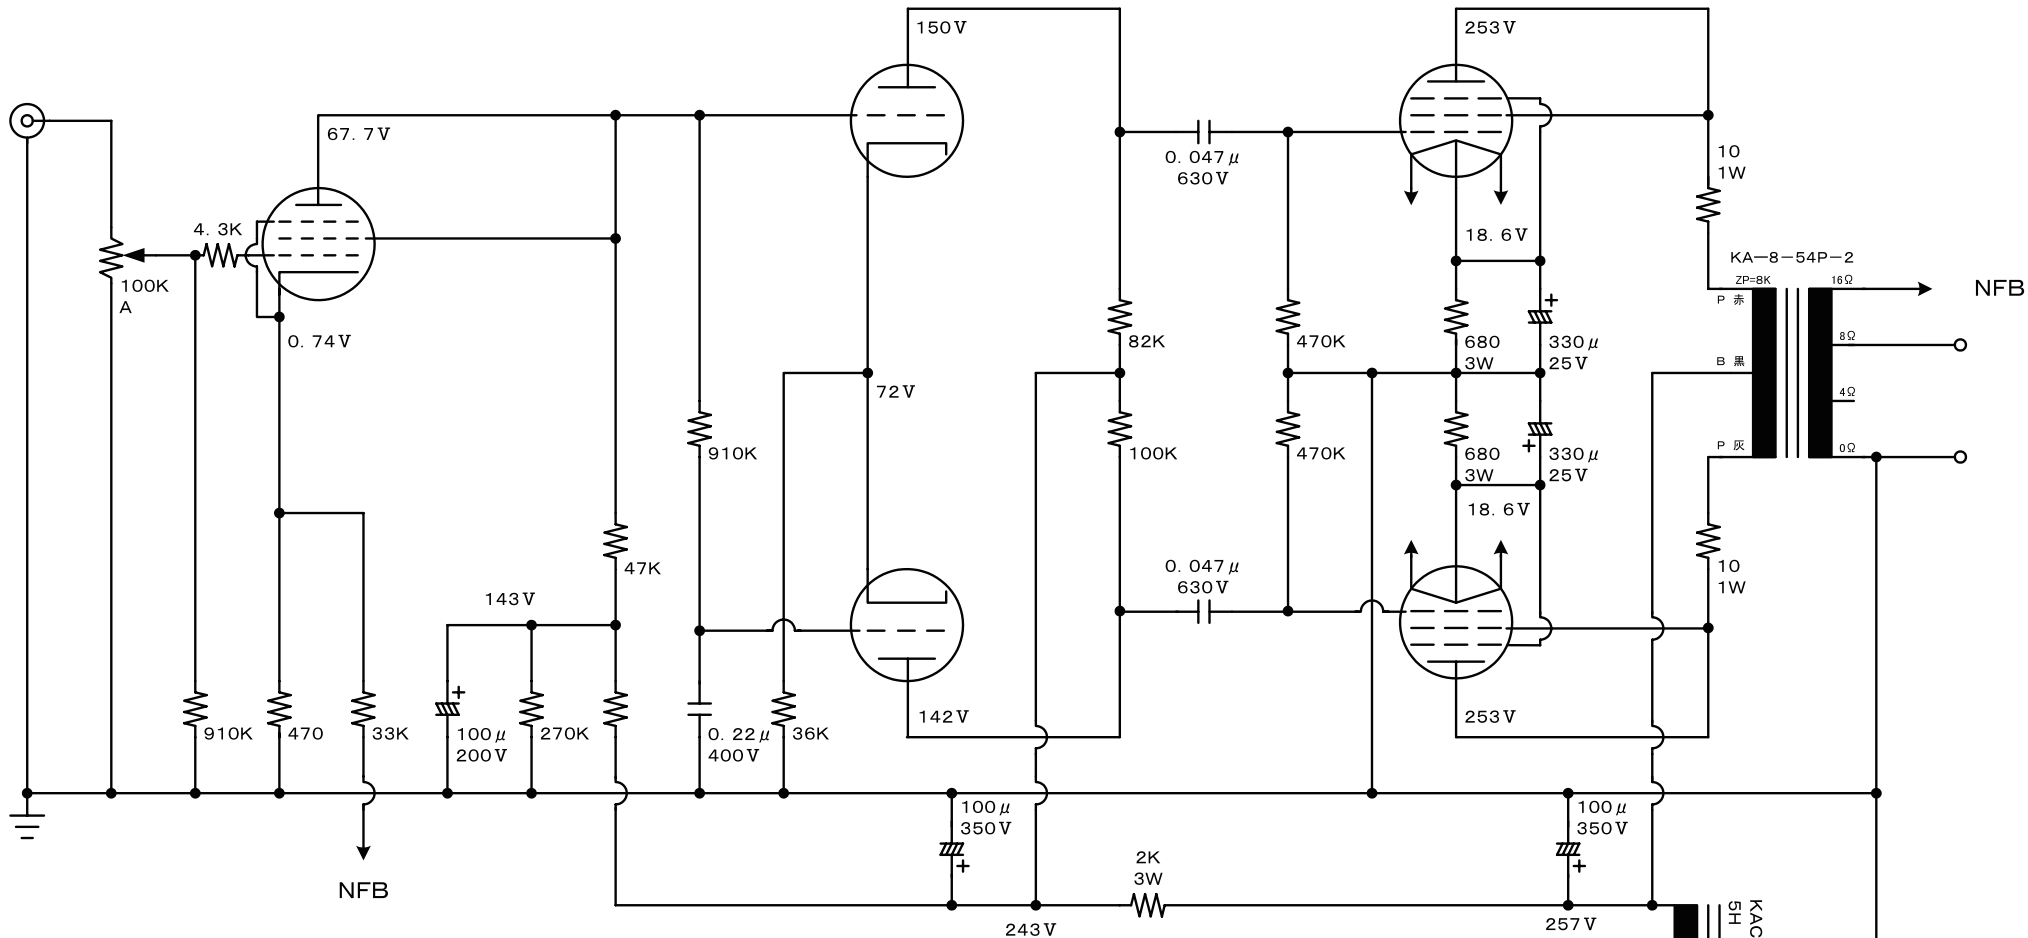 150V
253V
67. 7V
0. 047μ
630V
10
1W
4. 3K
18. 6V
KA-8-54P-2
ZP=8K
16Ω
P 赤
NFB
100K
A
0. 74V
82K
470K
680
3W
330μ
25V
8Ω
B 黒
72V
4Ω
910K
100K
470K
680
3W
330μ
25V
P 灰
0Ω
18. 6V
47K
0. 047μ
630V
10
1W
143V
142V
253V
910K
470
33K
100μ
200V
270K
0. 22μ
400V
36K
100μ
350V
100μ
350V
2K
3W
NFB
243V
257V
KAC
5H